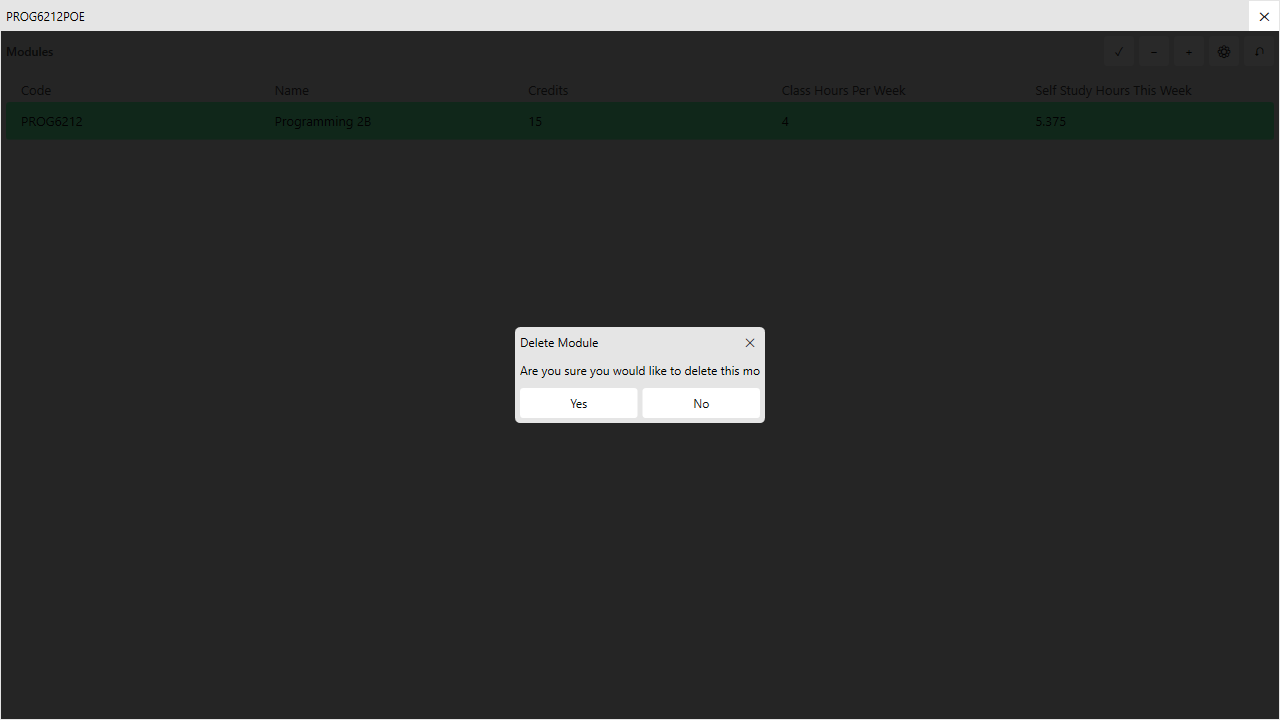 PROG6212POE
Modules
Code Name Credits Class Hours Per Week Self Study Hours This Week
PROG6212 Programming 2B 15 4 5.375
Delete Module
Are you sure you would like to delete this mo
Yes No